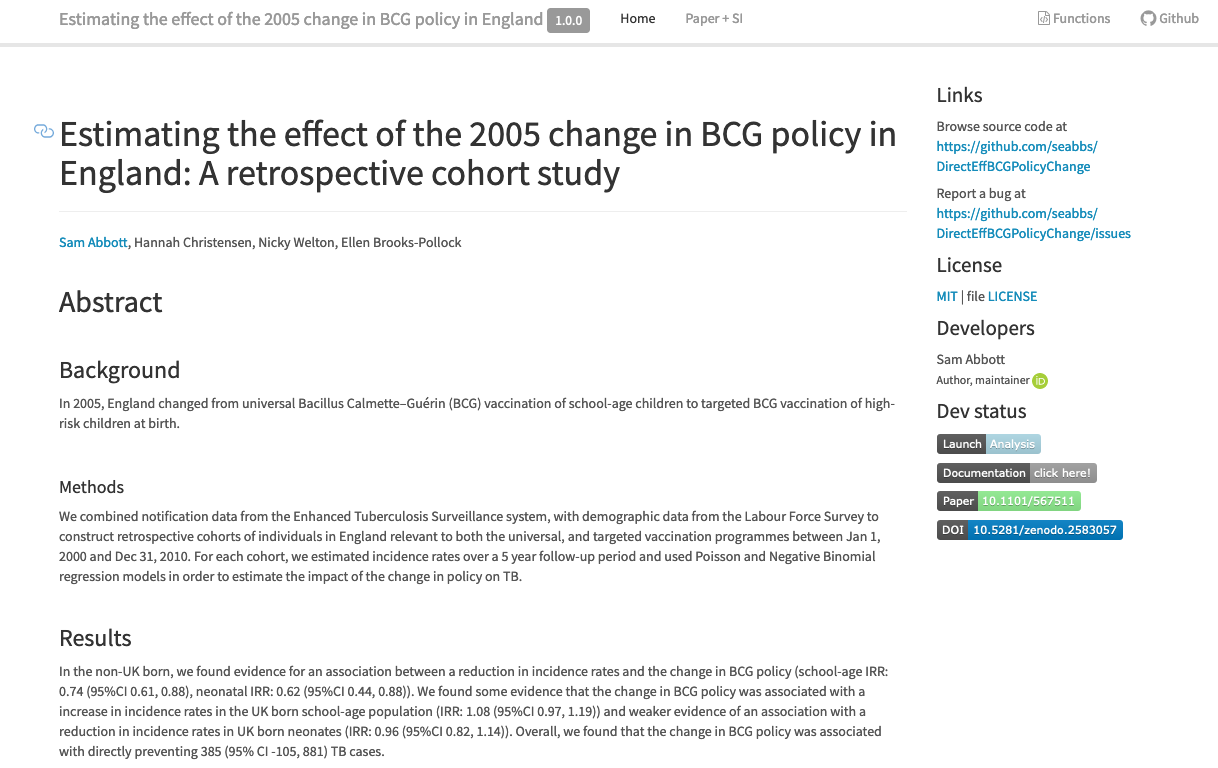 Estimating the effect of the 2005 change in BCG policy in England 1.0.0 Home Paper + SI Functions Github
Estimating the effect of the 2005 change in BCG policy in
England: A retrospective cohort study
Sam Abbott, Hannah Christensen, Nicky Welton, Ellen Brooks-Pollock
Abstract
Background
In 2005, England changed from universal Bacillus Calmette–Guérin (BCG) vaccination of school-age children to targeted BCG vaccination of high-
risk children at birth.
Methods
We combined notification data from the Enhanced Tuberculosis Surveillance system, with demographic data from the Labour Force Survey to
construct retrospective cohorts of individuals in England relevant to both the universal, and targeted vaccination programmes between Jan 1,
2000 and Dec 31, 2010. For each cohort, we estimated incidence rates over a 5 year follow-up period and used Poisson and Negative Binomial
regression models in order to estimate the impact of the change in policy on TB.
Results
In the non-UK born, we found evidence for an association between a reduction in incidence rates and the change in BCG policy (school-age IRR:
0.74 (95%CI 0.61, 0.88), neonatal IRR: 0.62 (95%CI 0.44, 0.88)). We found some evidence that the change in BCG policy was associated with a
increase in incidence rates in the UK born school-age population (IRR: 1.08 (95%CI 0.97, 1.19)) and weaker evidence of an association with a
reduction in incidence rates in UK born neonates (IRR: 0.96 (95%CI 0.82, 1.14)). Overall, we found that the change in BCG policy was associated
with directly preventing 385 (95% CI -105, 881) TB cases.
Links
Browse source code at
https://github.com/seabbs/
DirectEffBCGPolicyChange
Report a bug at
https://github.com/seabbs/
DirectEffBCGPolicyChange/issues
License
MIT | file LICENSE
Developers
Sam Abbott
Author, maintainer iD
Dev status
Launch Analysis
Documentation click here!
Paper 10.1101/567511
DOI 10.5281/zenodo.2583057